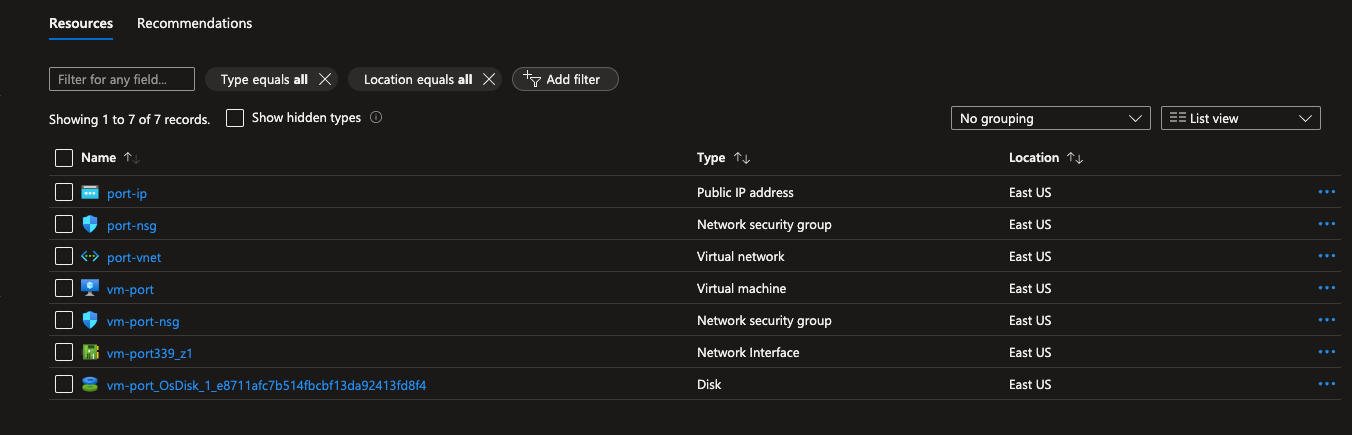 Resources Recommendations
Filter for any field... Type equals all Location equals all Add filter
Showing 1 to 7 of 7 records. Show hidden types No grouping List view
Name Type Location
port-ip Public IP address East US
port-nsg Network security group East US
port-vnet Virtual network East US
vm-port Virtual machine East US
vm-port-nsg Network security group East US
vm-port339_z1 Network Interface East US
vm-port_OsDisk_1_e8711afc7b514fbcbf13da92413fd8f4 Disk East US